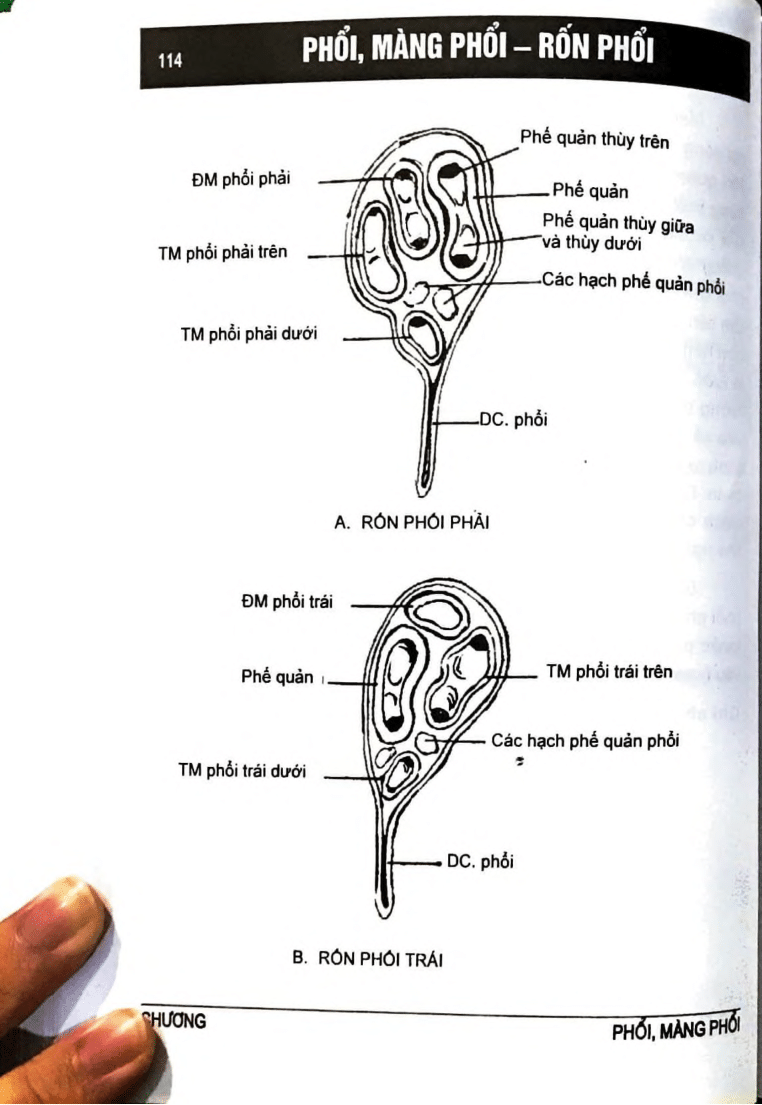 114
PHỔI, MÀNG PHỔI – RỐN PHỔI
Phế quản thùy trên
ĐM phổi phải
Phế quản
Phế quản thùy giữa
và thùy dưới
TM phổi phải trên
Các hạch phế quản phổi
TM phổi phải dưới
DC. phổi
A. RỐN PHỔI PHẢI
ĐM phổi trái
Phế quản
TM phổi trái trên
Các hạch phế quản phổi
TM phổi trái dưới
DC. phổi
B. RỐN PHỔI TRÁI
CHƯƠNG
PHỔI, MÀNG PHỔI